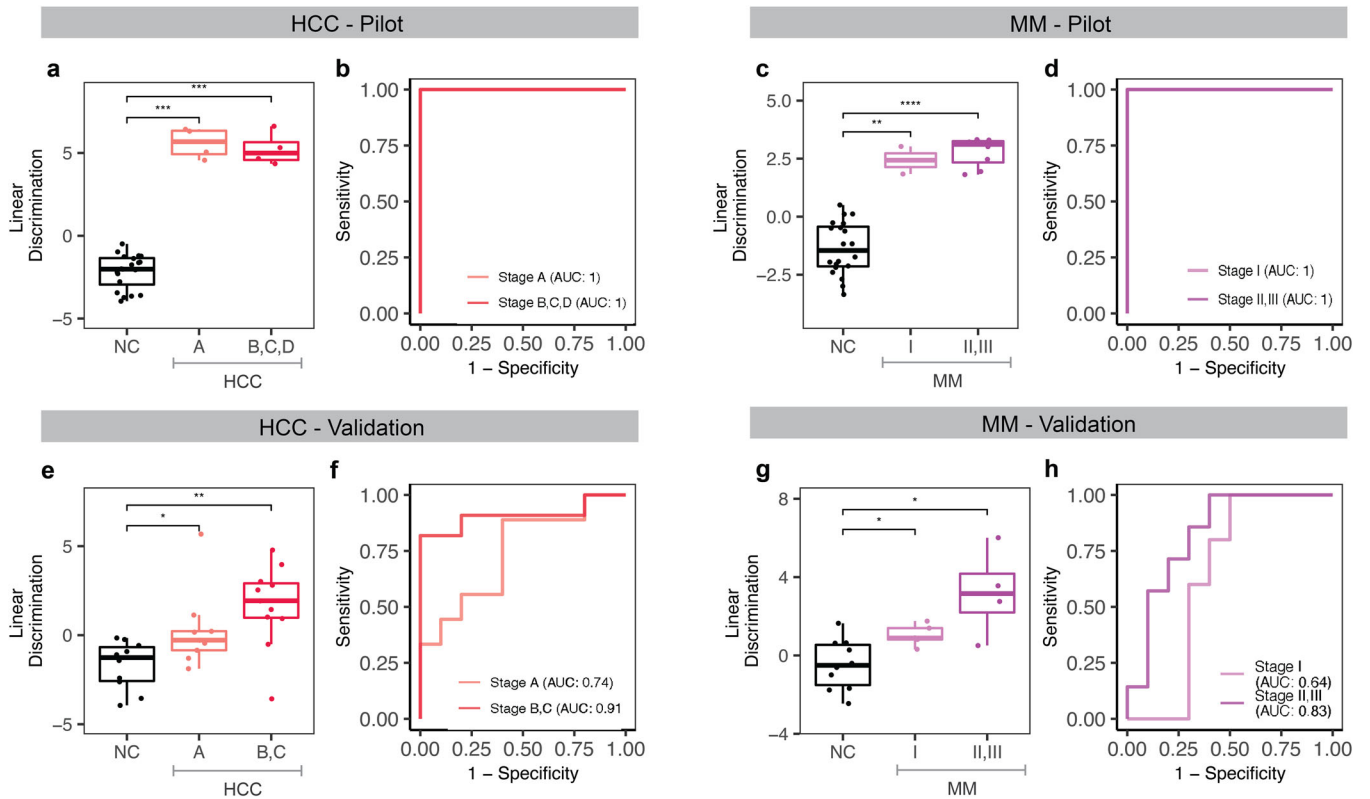 HCC - Pilot
MM - Pilot
a
b
c
d
Linear
Discrimination
5
0
−5
***
***
NC
A
B,C,D
HCC
Sensitivity
1.00
0.75
0.50
0.25
0.00
Stage A (AUC: 1)
Stage B,C,D (AUC: 1)
0.00 0.25 0.50 0.75 1.00
1 − Specificity
Linear
Discrimination
5.0
2.5
0.0
−2.5
****
**
NC
I
II,III
MM
Sensitivity
1.00
0.75
0.50
0.25
0.00
Stage I (AUC: 1)
Stage II,III (AUC: 1)
0.00 0.25 0.50 0.75 1.00
1 − Specificity
HCC - Validation
MM - Validation
e
f
g
h
Linear
Discrimination
5
0
−5
**
*
NC
A
B,C
HCC
Sensitivity
1.00
0.75
0.50
0.25
0.00
Stage A (AUC: 0.74)
Stage B,C (AUC: 0.91
0.00 0.25 0.50 0.75 1.00
1 − Specificity
Linear
Discrimination
8
4
0
−4
*
*
NC
I
II,III
MM
Sensitivity
1.00
0.75
0.50
0.25
0.00
Stage I
(AUC: 0.64)
Stage II,III
(AUC: 0.83)
0.00 0.25 0.50 0.75 1.00
1 − Specificity